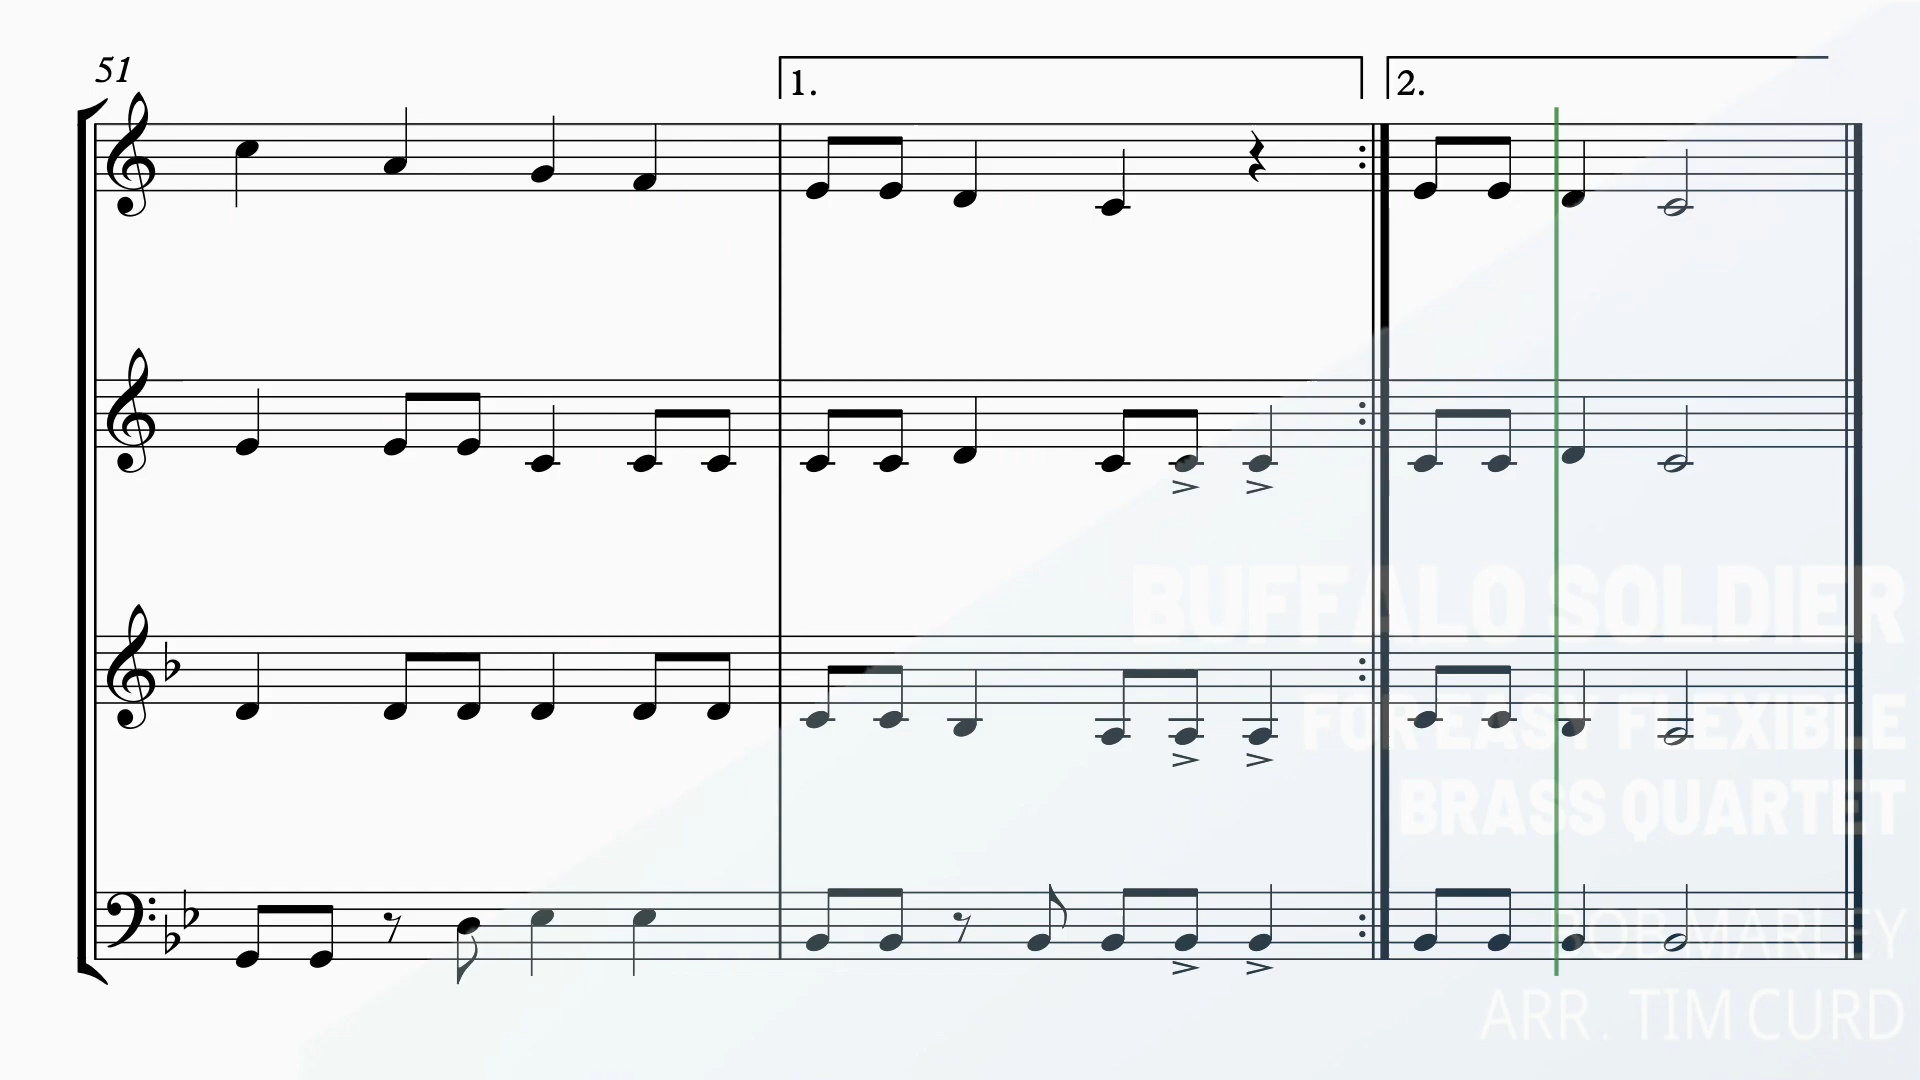 51
1.
2.
BUFFALO SOLDIER
FOR EASY FLEXIBLE
BRASS QUARTET
BOB MARLEY
ARR. TIM CURD